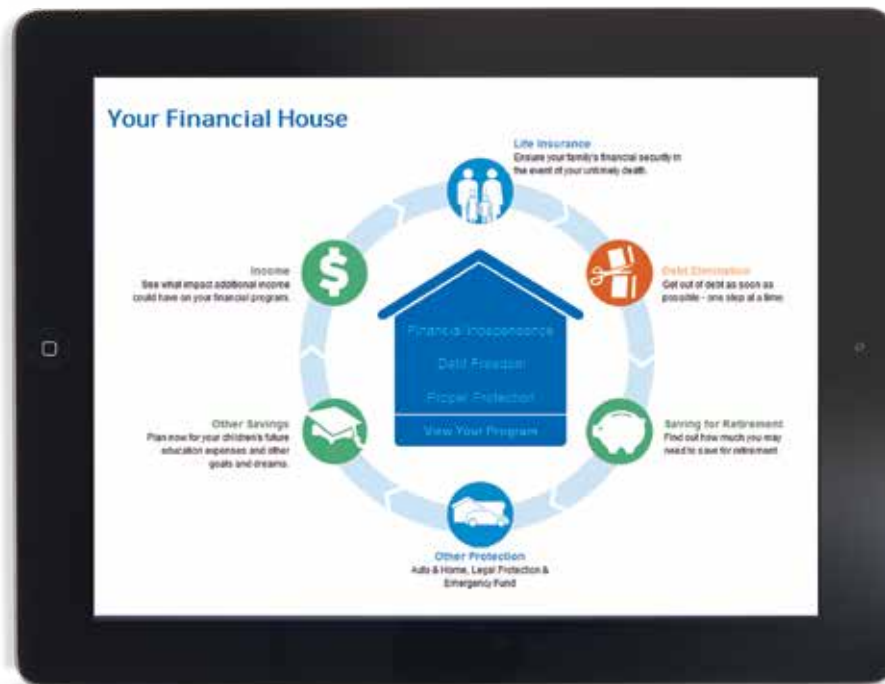 Your Financial House
Life Insurance
Ensure your family's financial security in
the event of your untimely death.
Debt Elimination
Get out of debt as soon as
possible - one step at a time.
Saving for Retirement
Find out how much you may
need to save for retirement
Other Protection
Auto & Home, Legal Protection &
Emergency Fund
Other Savings
Plan now for your children's future
education expenses and other
goals and dreams.
Income
See what impact additional income
could have on your financial program.
Financial Independence
Debt Freedom
Proper Protection
View Your Program
$